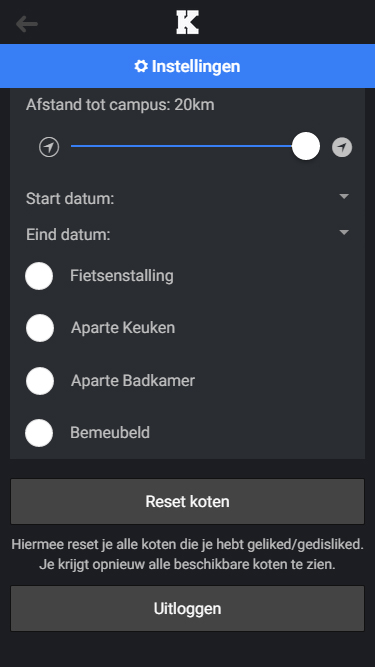 K
Instellingen
Afstand tot campus: 20km
Start datum:
Eind datum:
Fietsenstalling
Aparte Keuken
Aparte Badkamer
Bemeubeld
Reset koten
Hiermee reset je alle koten die je hebt geliked/gedisliked.
Je krijgt opnieuw alle beschikbare koten te zien.
Uitloggen